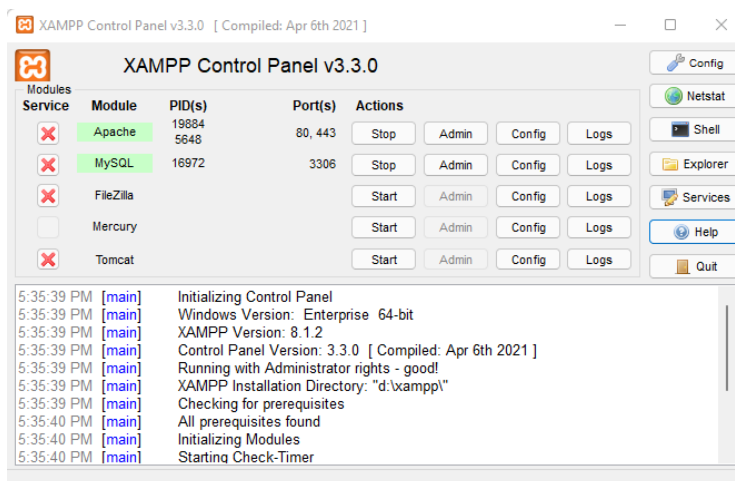 XAMPP Control Panel v3.3.0 [ Compiled: Apr 6th 2021 ]
XAMPP Control Panel v3.3.0
Config
Modules
Service Module PID(s) Port(s) Actions
Netstat
Apache 19884 5648 80, 443 Stop Admin Config Logs
Shell
MySQL 16972 3306 Stop Admin Config Logs
Explorer
FileZilla Start Admin Config Logs
Services
Mercury Start Admin Config Logs
Help
Tomcat Start Admin Config Logs
Quit
5:35:39 PM [main] Initializing Control Panel
5:35:39 PM [main] Windows Version: Enterprise 64-bit
5:35:39 PM [main] XAMPP Version: 8.1.2
5:35:39 PM [main] Control Panel Version: 3.3.0 [ Compiled: Apr 6th 2021 ]
5:35:39 PM [main] Running with Administrator rights - good!
5:35:39 PM [main] XAMPP Installation Directory: "d:\xampp\"
5:35:39 PM [main] Checking for prerequisites
5:35:40 PM [main] All prerequisites found
5:35:40 PM [main] Initializing Modules
5:35:40 PM [main] Starting Check-Timer